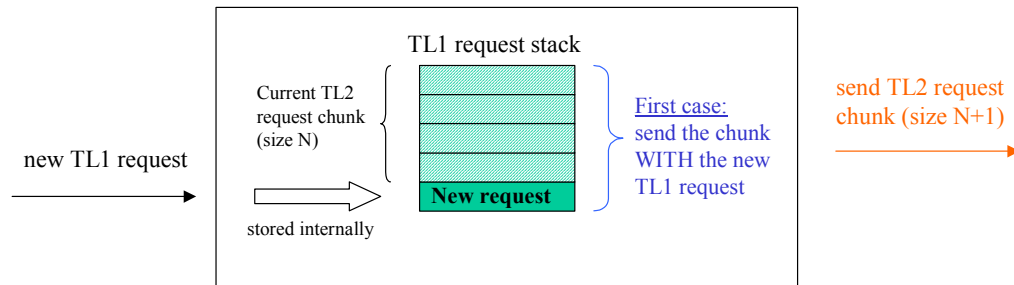 TL1 request stack
Current TL2
request chunk
(size N)
First case:
send the chunk
WITH the new
TL1 request
send TL2 request
chunk (size N+1)
new TL1 request
New request
stored internally